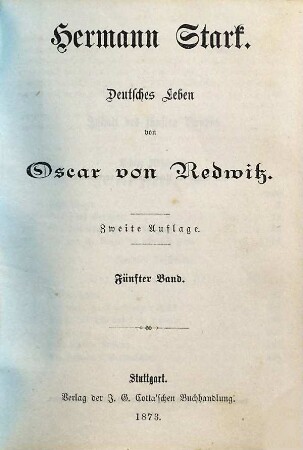 Hermann Stark.
Deutsches Leben
von
Oscar von Redwitz.
Zweite Auflage.
Fünfter Band.
Stuttgart.
Verlag der J. G. Cotta'schen Buchhandlung.
1873.